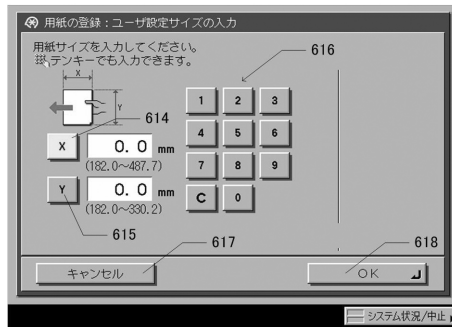 用紙の登録：ユーザ設定サイズの入力
用紙サイズを入力してください。
テンキーでも入力できます。
616
X
Y
614
1 2 3
X 0. 0 mm
4 5 6
(182. 0～487. 7)
7 8 9
Y 0. 0 mm
C 0
(182. 0～330. 2)
615
617
618
キャンセル
OK
システム状況/中止